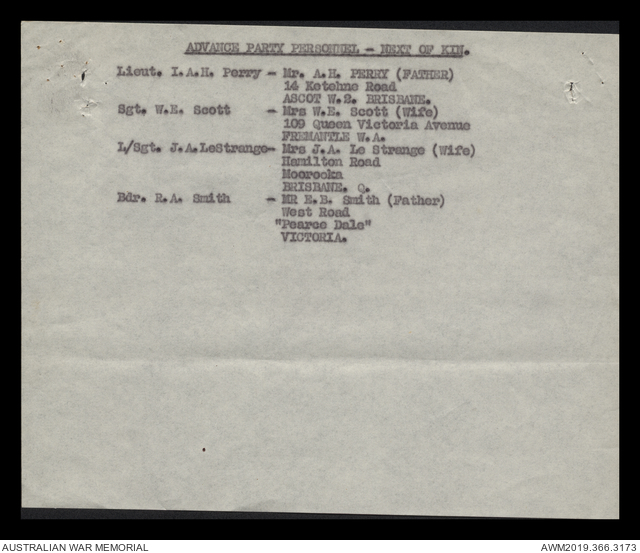 ADVANCE PARTY PERSONNEL - NEXT OF KIN.
Lieut. I.A.H. Perry - Mr. A.H. PERRY (FATHER)
14 Ketehne Road
ASCOT W.2. BRISBANE.
Sgt. W.E. Scott - Mrs W.E. Scott (Wife)
109 Queen Victoria Avenue
FREMANTLE W.A.
L/Sgt. J.A.LeStrange- Mrs J.A. Le Strange (Wife)
Hamilton Road
Moorooka
BRISBANE. Q.
Bdr. R.A. Smith - MR E.B. Smith (Father)
West Road
"Pearce Dale"
VICTORIA.
AUSTRALIAN WAR MEMORIAL AWM2019.366.3173